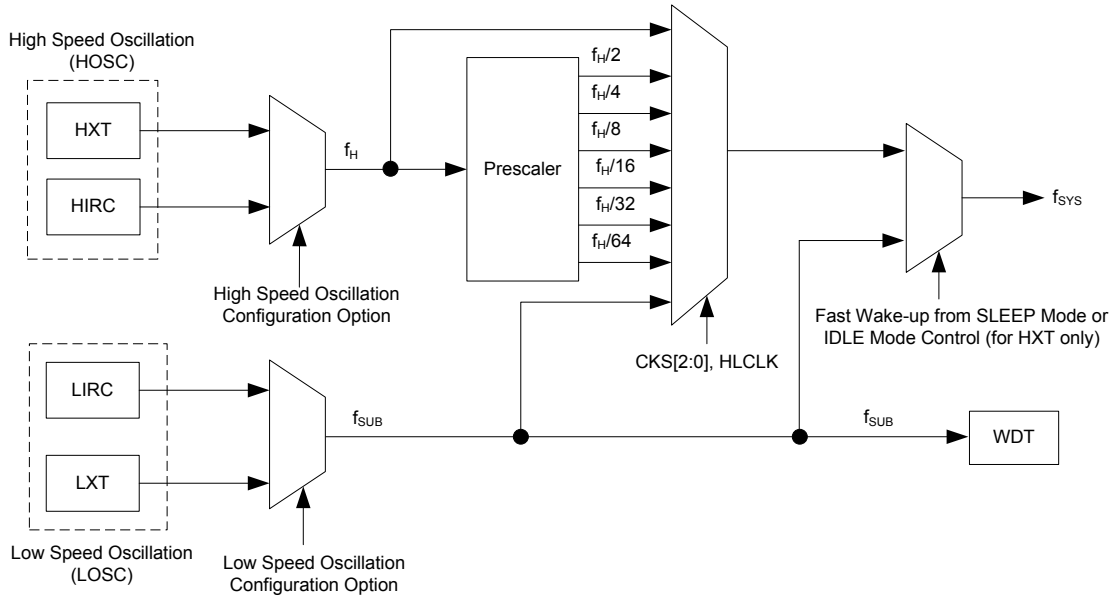 High Speed Oscillation
(HOSC)
HXT
HIRC
fH
High Speed Oscillation
Configuration Option
Prescaler
fH/2
fH/4
fH/8
fH/16
fH/32
fH/64
CKS[2:0], HLCLK
fSYS
Fast Wake-up from SLEEP Mode or
IDLE Mode Control (for HXT only)
LIRC
LXT
Low Speed Oscillation
(LOSC)
fSUB
Low Speed Oscillation
Configuration Option
fSUB
WDT